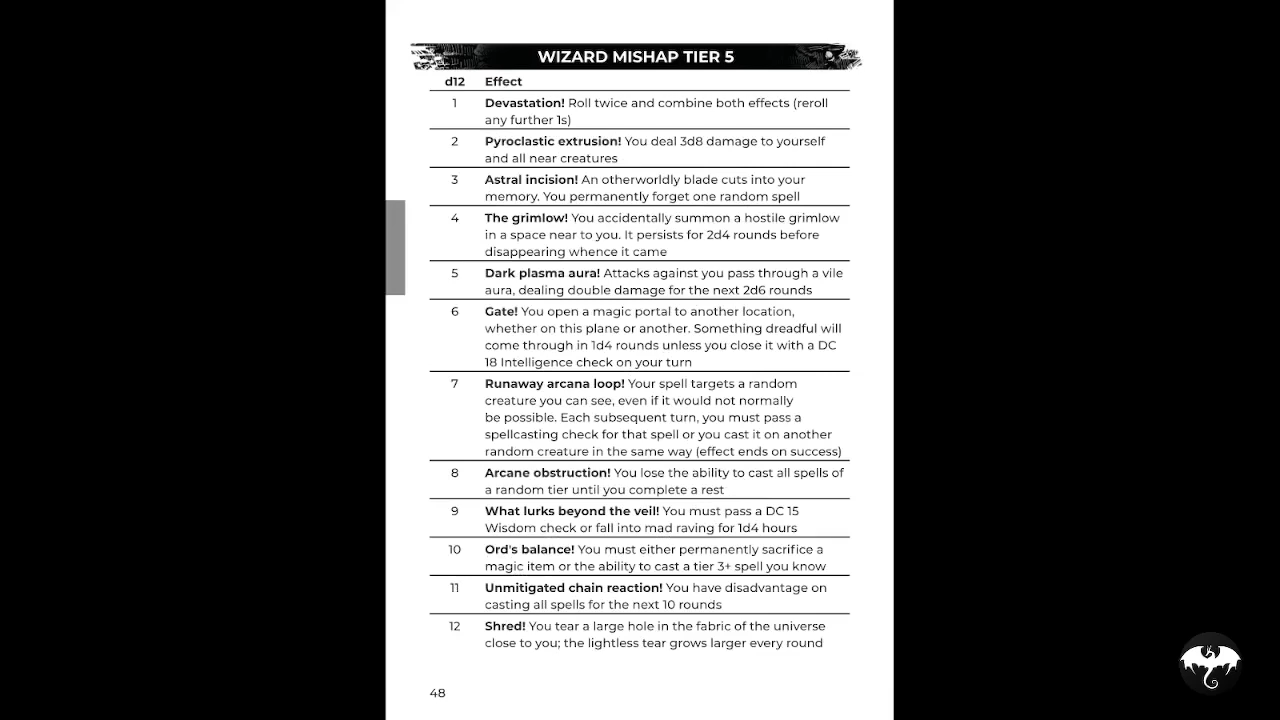 WIZARD MISHAP TIER 5
d12 Effect
1 Devastation! Roll twice and combine both effects (reroll
any further 1s)
2 Pyroclastic extrusion! You deal 3d8 damage to yourself
and all near creatures
3 Astral incision! An otherworldly blade cuts into your
memory. You permanently forget one random spell
4 The grimlow! You accidentally summon a hostile grimlow
in a space near to you. It persists for 2d4 rounds before
disappearing whence it came
5 Dark plasma aura! Attacks against you pass through a vile
aura, dealing double damage for the next 2d6 rounds
6 Gate! You open a magic portal to another location,
whether on this plane or another. Something dreadful will
come through in 1d4 rounds unless you close it with a DC
18 Intelligence check on your turn
7 Runaway arcana loop! Your spell targets a random
creature you can see, even if it would not normally
be possible. Each subsequent turn, you must pass a
spellcasting check for that spell or you cast it on another
random creature in the same way (effect ends on success)
8 Arcane obstruction! You lose the ability to cast all spells of
a random tier until you complete a rest
9 What lurks beyond the veil! You must pass a DC 15
Wisdom check or fall into mad raving for 1d4 hours
10 Ord's balance! You must either permanently sacrifice a
magic item or the ability to cast a tier 3+ spell you know
11 Unmitigated chain reaction! You have disadvantage on
casting all spells for the next 10 rounds
12 Shred! You tear a large hole in the fabric of the universe
close to you; the lightless tear grows larger every round
48